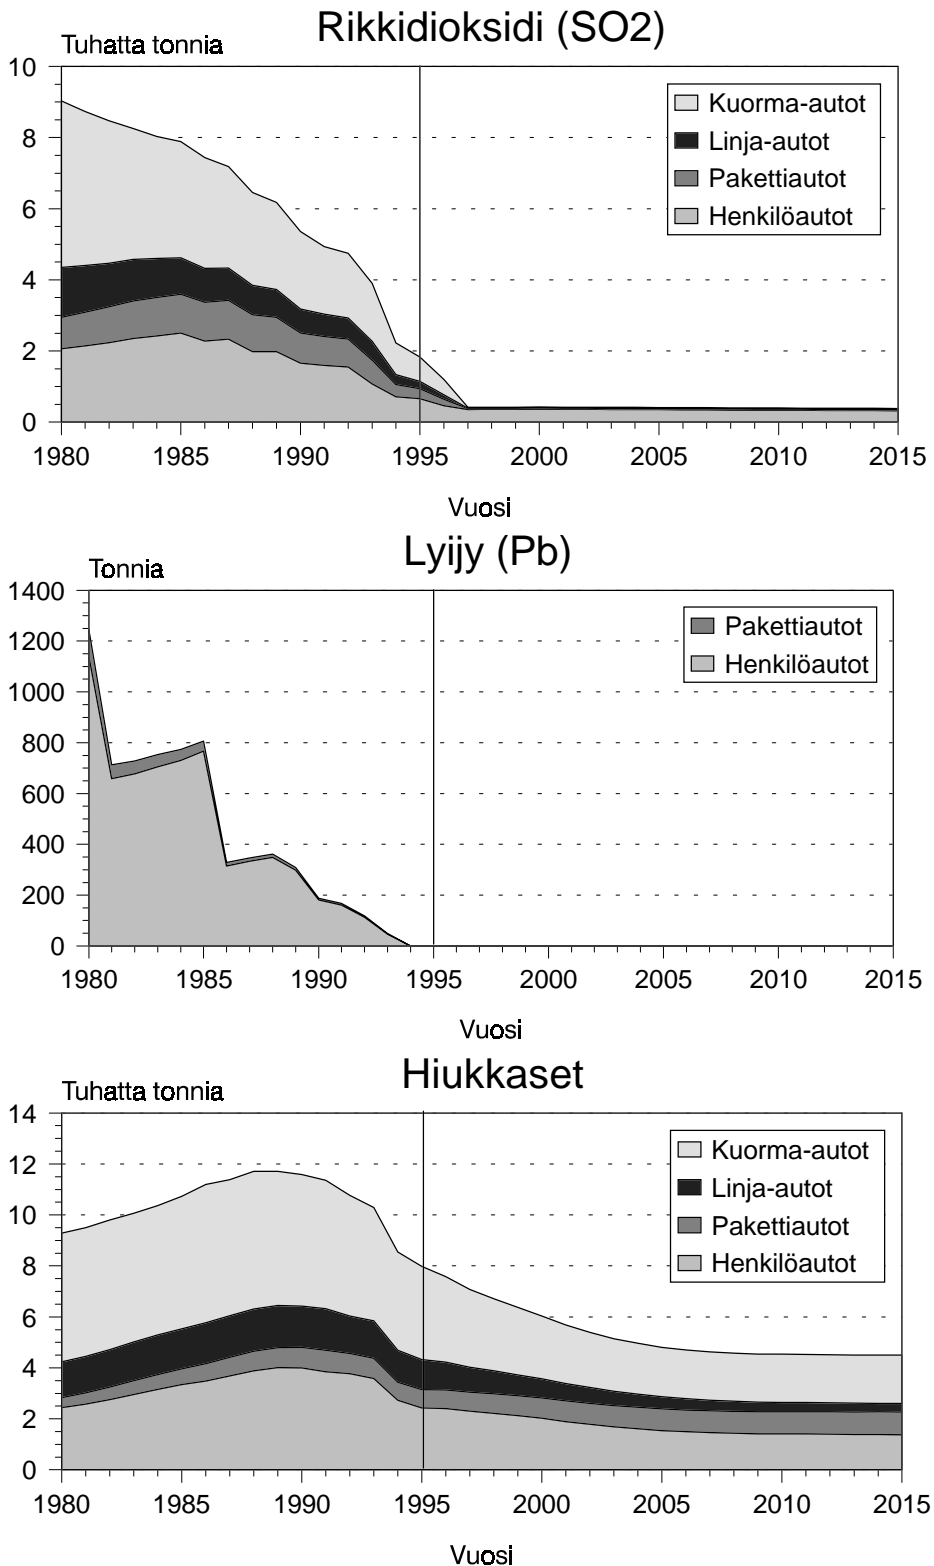 Rikkidioksidi (SO2)
Tuhatta tonnia
10
8
6
4
2
0
Kuorma-autot
Linja-autot
Pakettiautot
Henkilöautot
1980 1985 1990 1995 2000 2005 2010 2015
Vuosi
Lyijy (Pb)
Tonnia
1400
1200
1000
800
600
400
200
0
Pakettiautot
Henkilöautot
1980 1985 1990 1995 2000 2005 2010 2015
Vuosi
Hiukkaset
Tuhatta tonnia
14
12
10
8
6
4
2
0
Kuorma-autot
Linja-autot
Pakettiautot
Henkilöautot
1980 1985 1990 1995 2000 2005 2010 2015
Vuosi